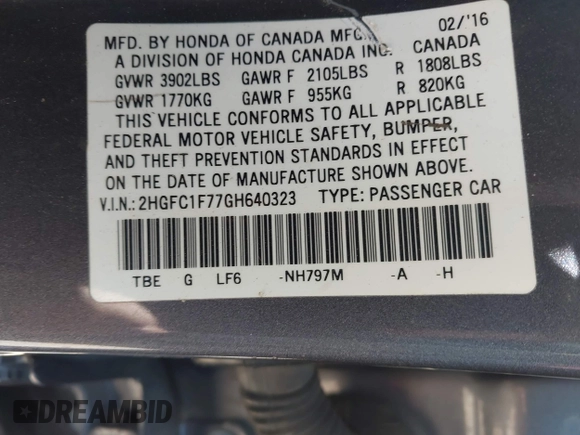 MFD. BY HONDA OF CANADA MFG. 02/'16
A DIVISION OF HONDA CANADA INC. CANADA
GVWR 3902LBS GAWR F 2105LBS R 1808LBS
GVWR 1770KG GAWR F 955KG R 820KG
THIS VEHICLE CONFORMS TO ALL APPLICABLE
FEDERAL MOTOR VEHICLE SAFETY, BUMPER,
AND THEFT PREVENTION STANDARDS IN EFFECT
ON THE DATE OF MANUFACTURE SHOWN ABOVE.
V.I.N.: 2HGFC1F77GH640323 TYPE: PASSENGER CAR
TBE G LF6 -NH797M -A -H
DREAMBID